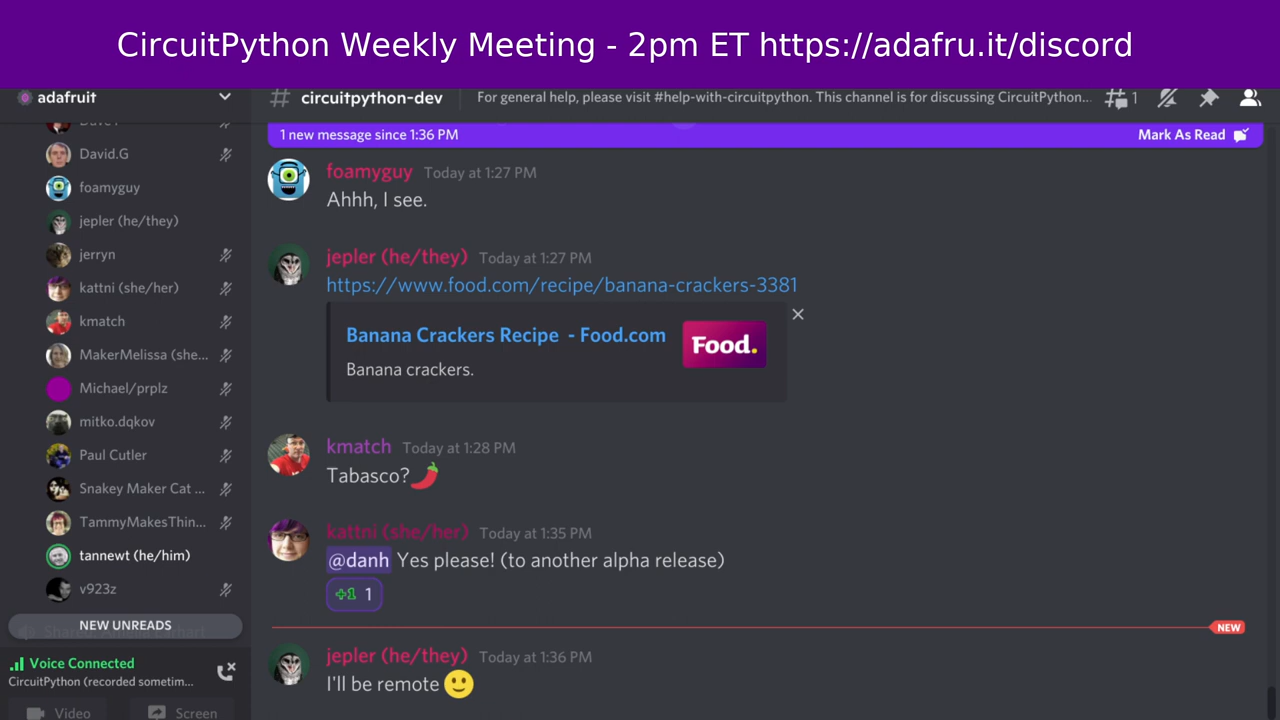 CircuitPython Weekly Meeting - 2pm ET https://adafru.it/discord
adafruit
# circuitpython-dev
For general help, please visit #help-with-circuitpython. This channel is for discussing CircuitPython...
1
1 new message since 1:36 PM
Mark As Read
David.G
foamyguy
jepler (he/they)
jerryn
kattni (she/her)
kmatch
MakerMelissa (she...
Michael/prplz
mitko.dqkov
Paul Cutler
Snakey Maker Cat ...
TammyMakesThin...
tannewt (he/him)
v923z
NEW UNREADS
Voice Connected
CircuitPython (recorded sometim...
Video
Screen
foamyguy Today at 1:27 PM
Ahhh, I see.
jepler (he/they) Today at 1:27 PM
https://www.food.com/recipe/banana-crackers-3381
Banana Crackers Recipe - Food.com
Food.
Banana crackers.
kmatch Today at 1:28 PM
Tabasco?
kattni (she/her) Today at 1:35 PM
@danh Yes please! (to another alpha release)
+1 1
NEW
jepler (he/they) Today at 1:36 PM
I'll be remote